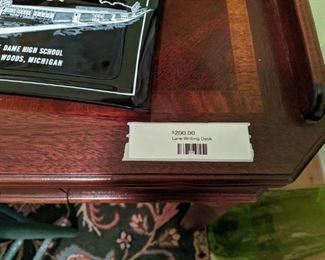 DAME HIGH SCHOOL
WOODS, MICHIGAN
$200.00
Lane Writing Desk